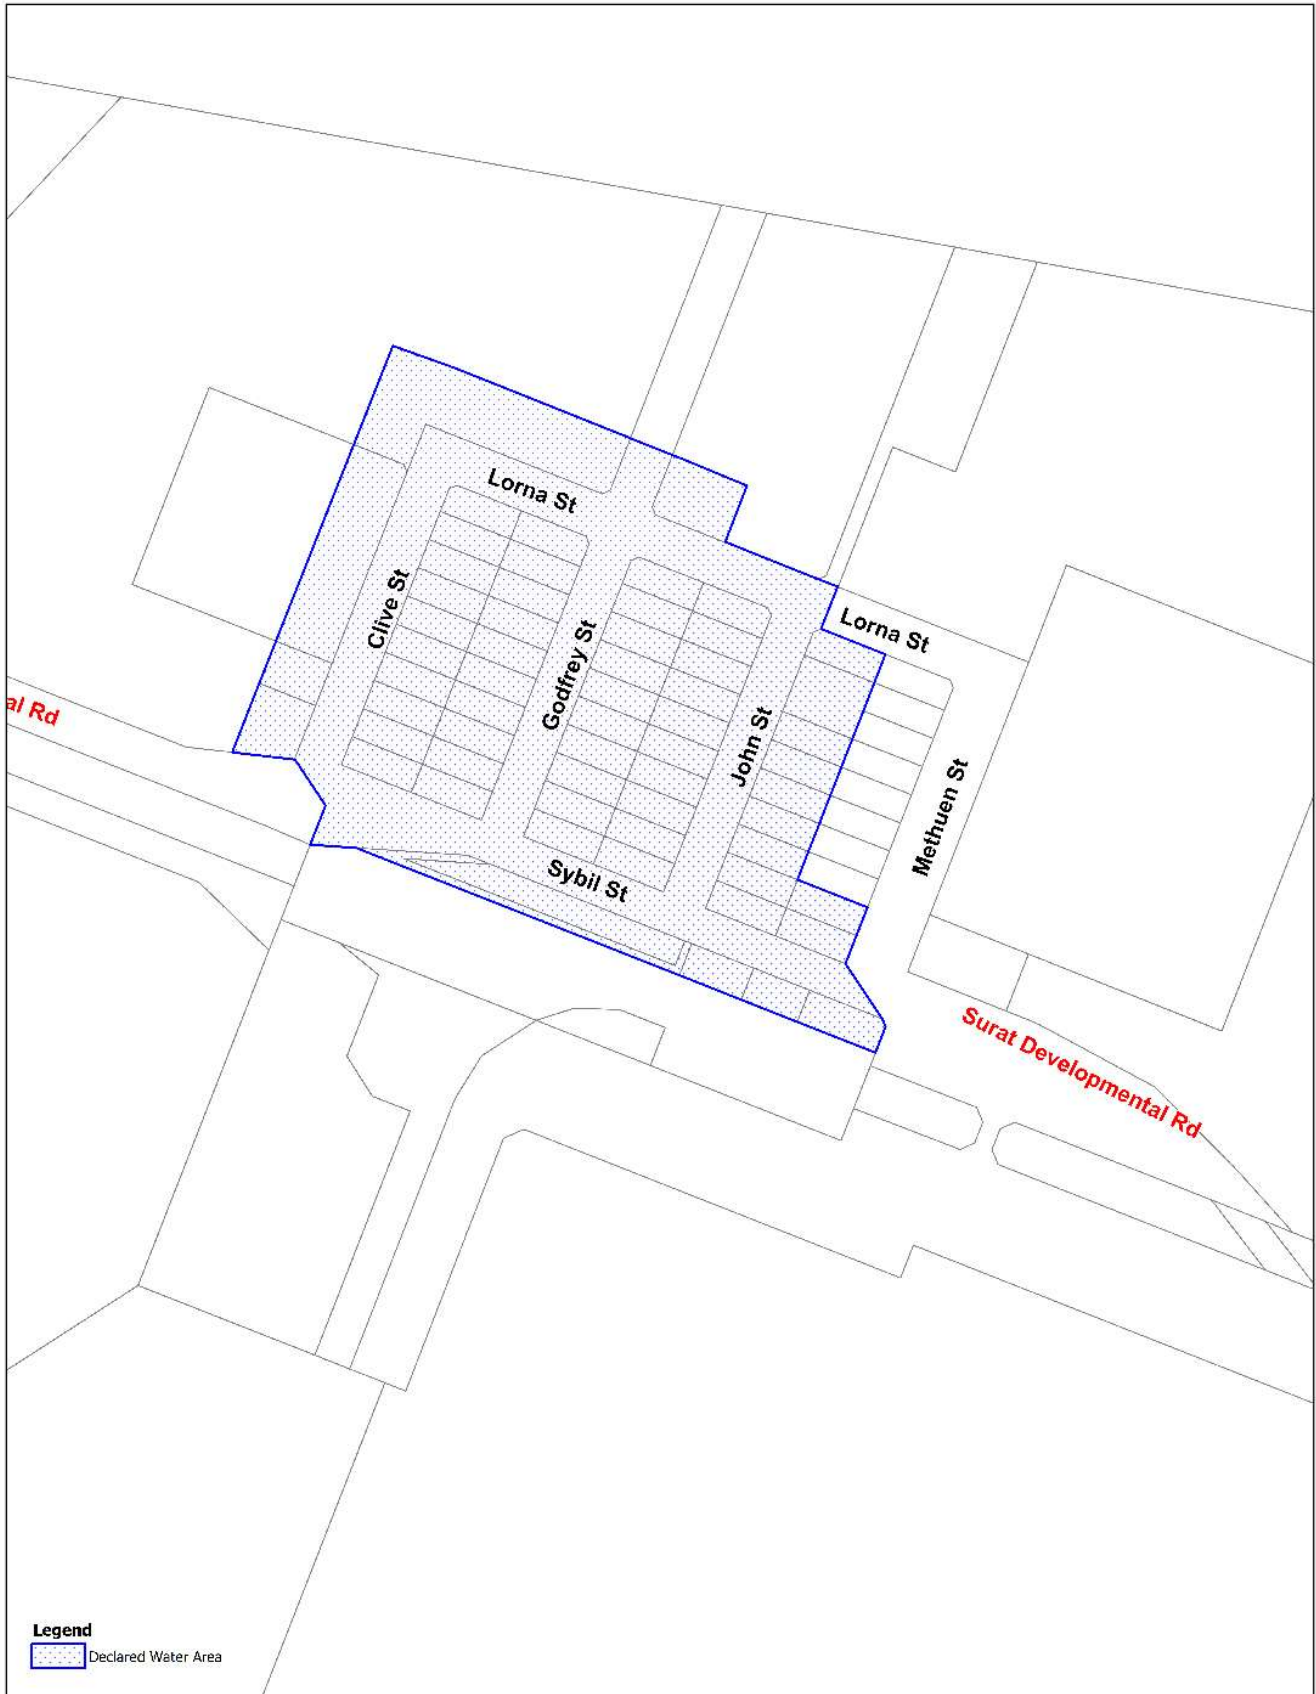 Lorna St
Clive St
Godfrey St
Lorna St
al Rd
John St
Methuen St
Sybil St
Surat Developmental Rd
Legend
Declared Water Area